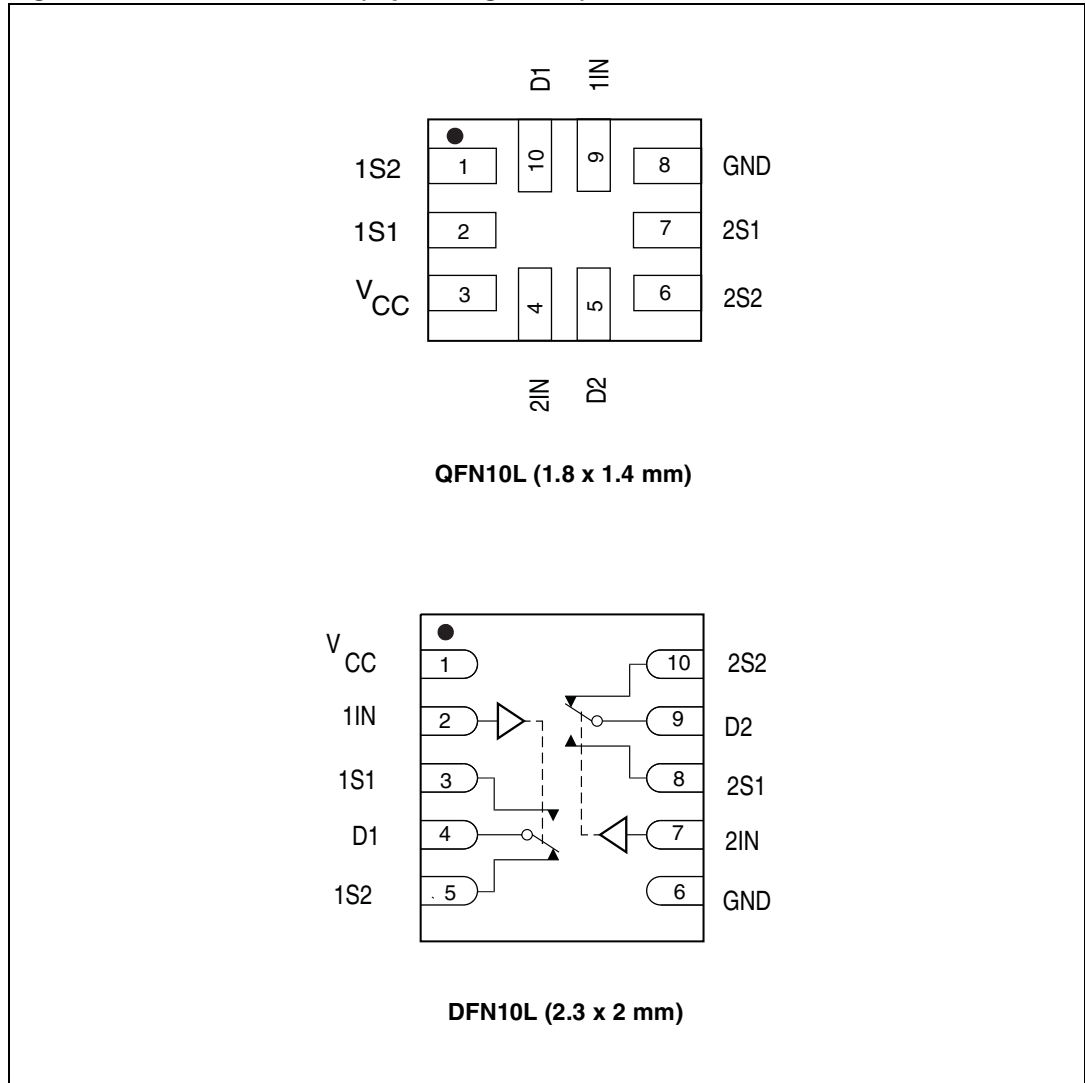 D1 1IN
1S2 1 10 9 8 GND
1S1 2 7 2S1
VCC 3 4 5 6 2S2
2IN D2
QFN10L (1.8 x 1.4 mm)
VCC 1 10 2S2
1IN 2 9 D2
1S1 3 8 2S1
D1 4 7 2IN
1S2 5 6 GND
DFN10L (2.3 x 2 mm)